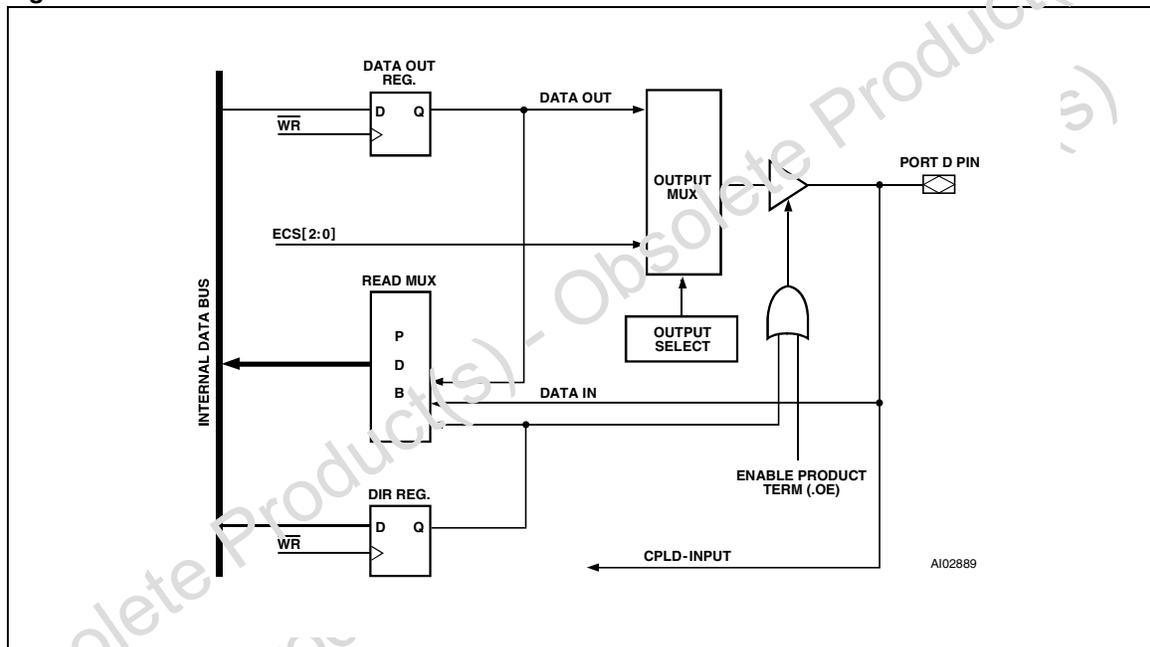 DATA OUT
REG.
D Q
WR
DATA OUT
OUTPUT
MUX
PORT D PIN
ECS[2:0]
READ MUX
P
D
B
INTERNAL DATA BUS
OUTPUT
SELECT
DATA IN
ENABLE PRODUCT
TERM (.OE)
DIR REG.
D Q
WR
CPLD-INPUT
AI02889
Obsolete Product(s) - Obsolete Product(s)